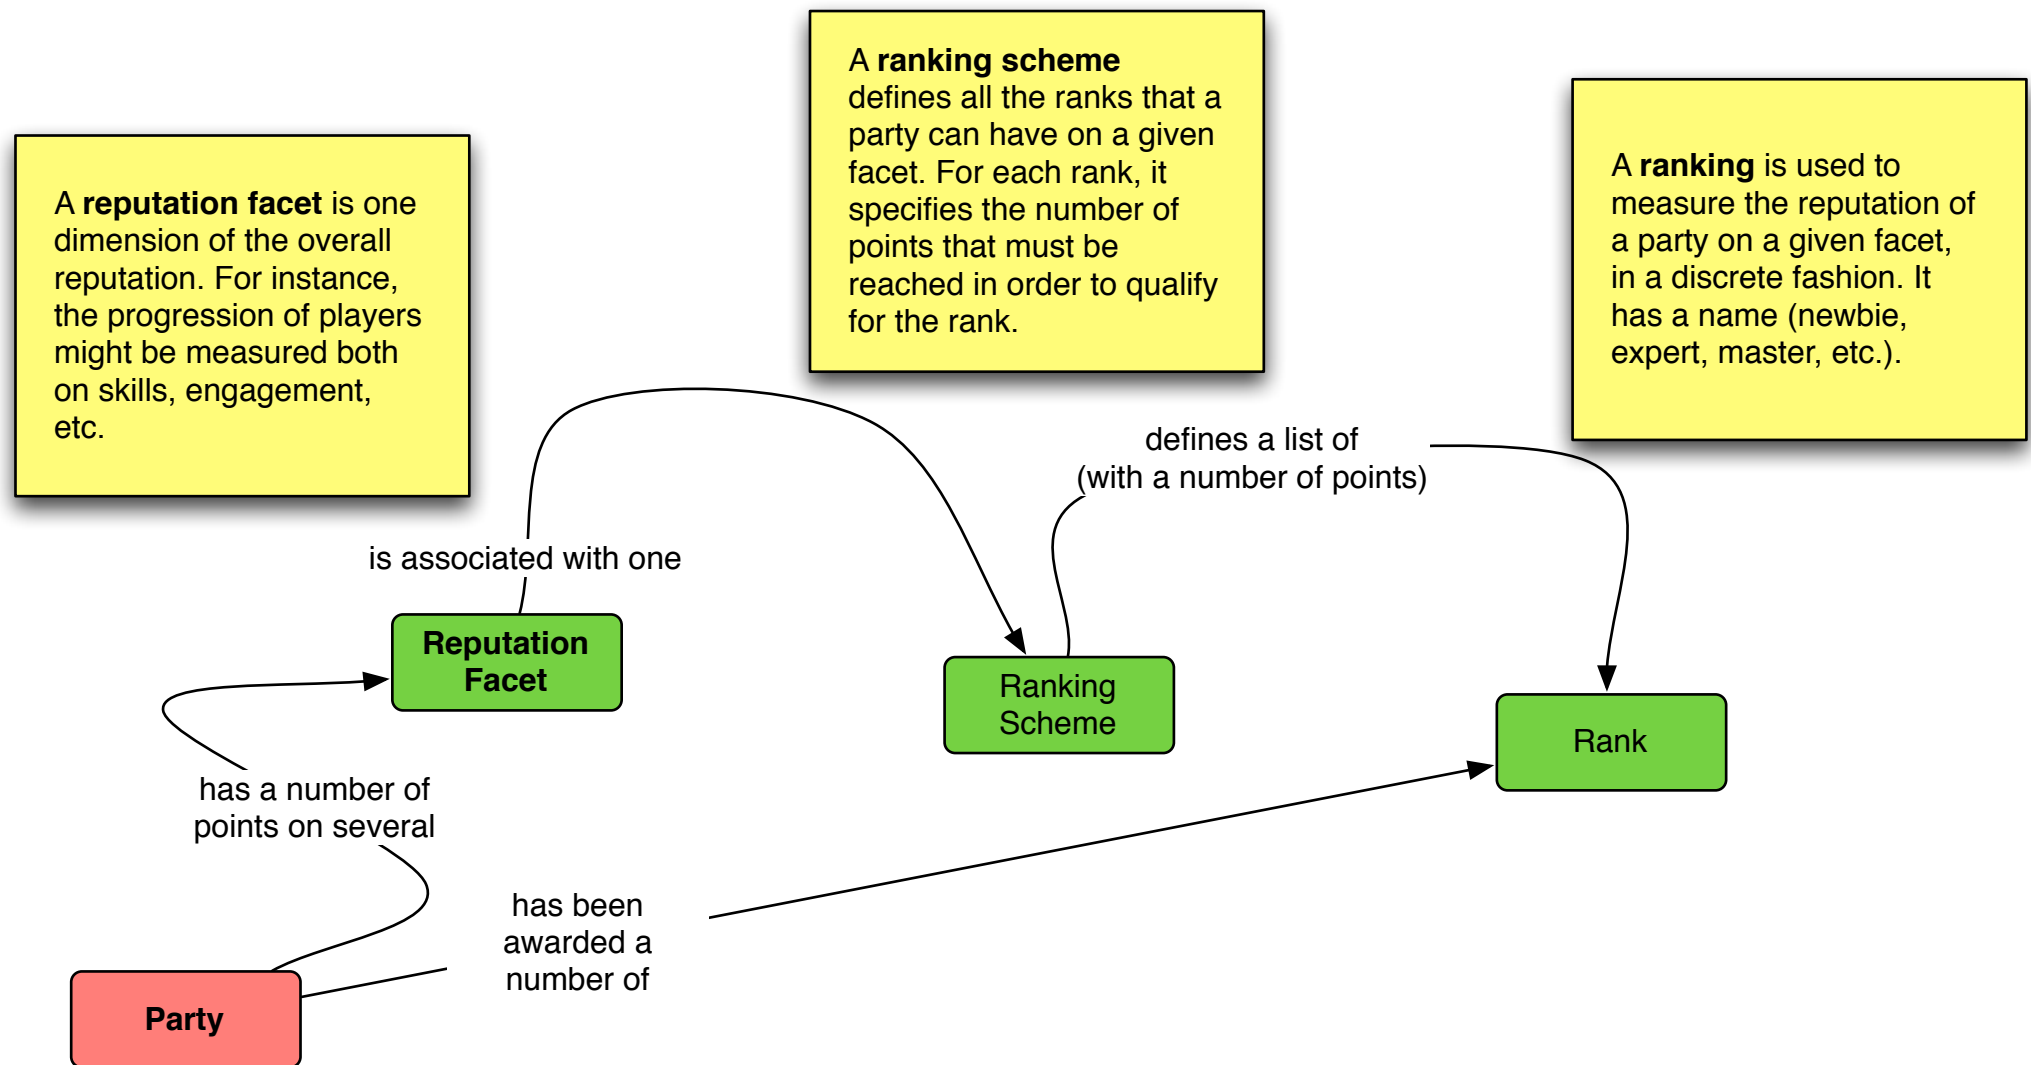 A ranking scheme
defines all the ranks that a
party can have on a given
facet. For each rank, it
specifies the number of
points that must be
reached in order to qualify
for the rank.
A ranking is used to
measure the reputation of
a party on a given facet,
in a discrete fashion. It
has a name (newbie,
expert, master, etc.).
A reputation facet is one
dimension of the overall
reputation. For instance,
the progression of players
might be measured both
on skills, engagement,
etc.
defines a list of
(with a number of points)
is associated with one
Reputation
Facet
Ranking
Scheme
Rank
has a number of
points on several
has been
awarded a
number of
Party